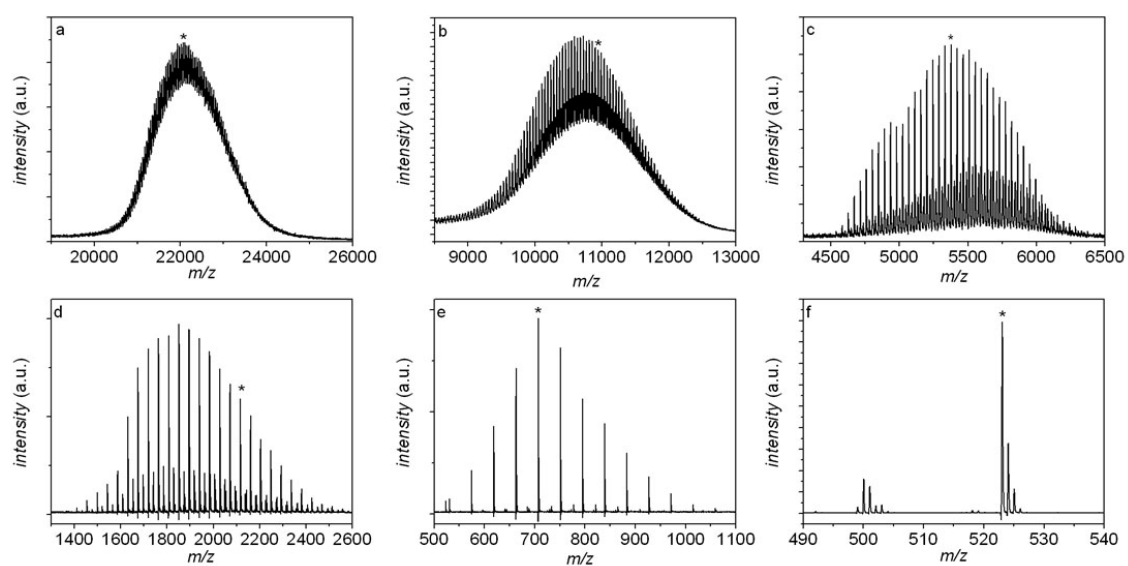 a
*
intensity (a.u.)
20000 22000 24000 26000
m/z
b
*
intensity (a.u.)
10000 11000 12000 13000
m/z
c
*
intensity (a.u.)
4500 5000 5500 6000 6500
m/z
d
*
intensity (a.u.)
1400 1600 1800 2000 2200 2400 2600
m/z
e
*
intensity (a.u.)
500 600 700 800 900 1000 1100
m/z
f
*
intensity (a.u.)
490 500 510 520 530 540
m/z